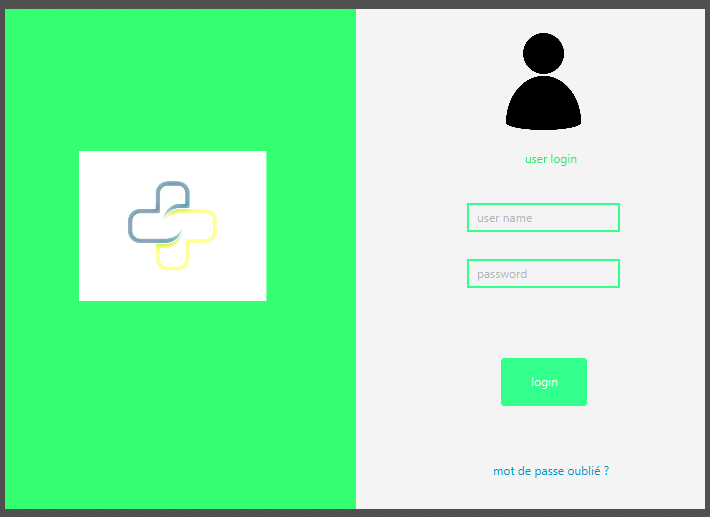 user login
user name
password
login
mot de passe oublié ?